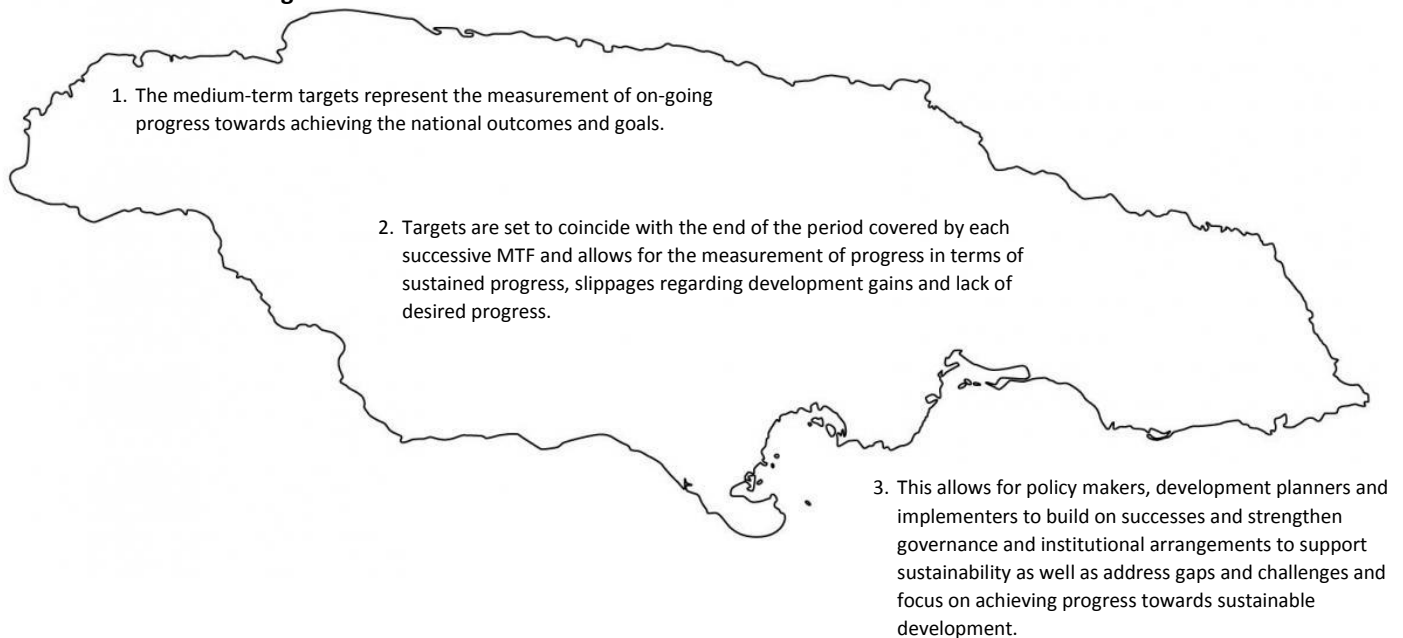 1. The medium-term targets represent the measurement of on-going
progress towards achieving the national outcomes and goals.
2. Targets are set to coincide with the end of the period covered by each
successive MTF and allows for the measurement of progress in terms of
sustained progress, slippages regarding development gains and lack of
desired progress.
3. This allows for policy makers, development planners and
implementers to build on successes and strengthen
governance and institutional arrangements to support
sustainability as well as address gaps and challenges and
focus on achieving progress towards sustainable
development.